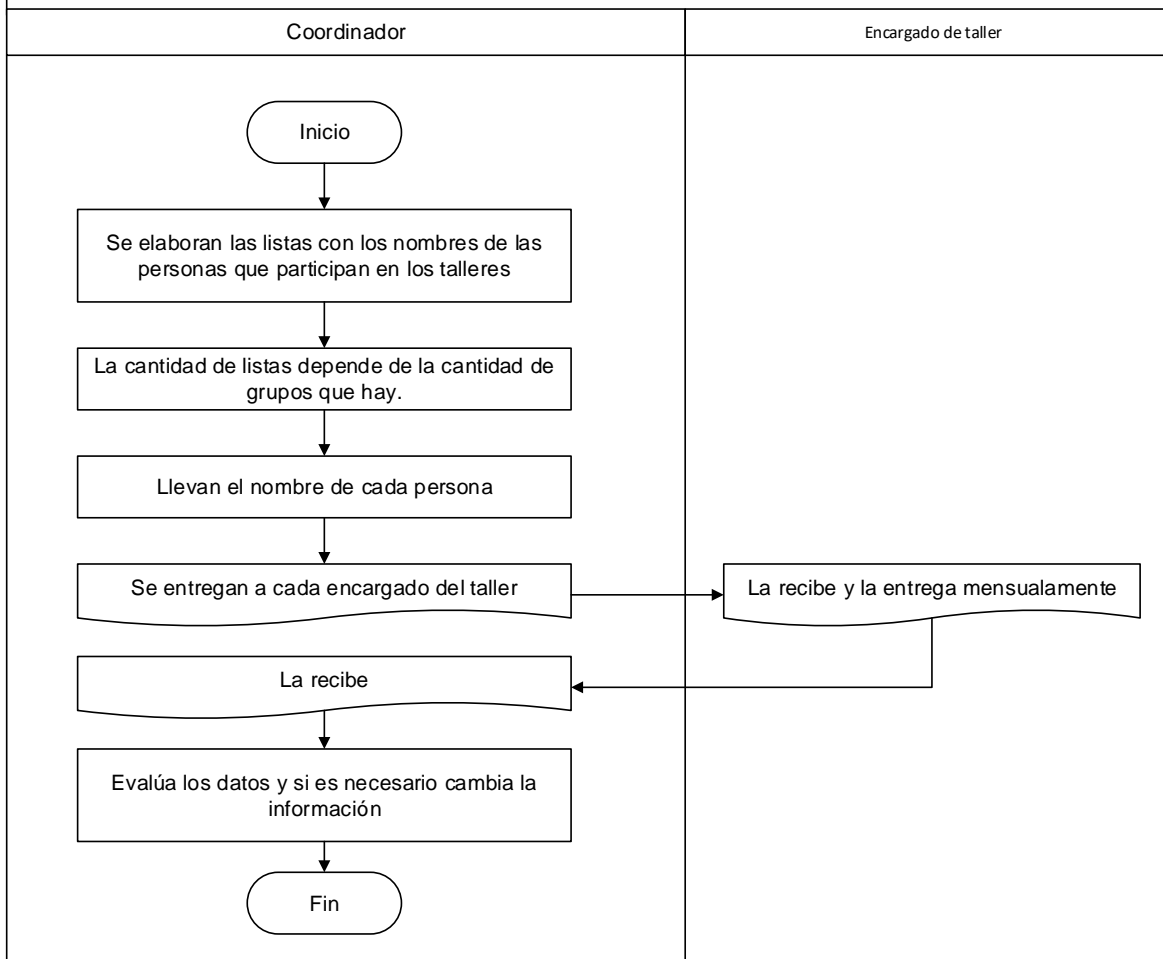 Coordinador
Encargado de taller
Inicio
Se elaboran las listas con los nombres de las
personas que participan en los talleres
La cantidad de listas depende de la cantidad de
grupos que hay.
Llevan el nombre de cada persona
Se entregan a cada encargado del taller
La recibe y la entrega mensualamente
La recibe
Evalúa los datos y si es necesario cambia la
información
Fin